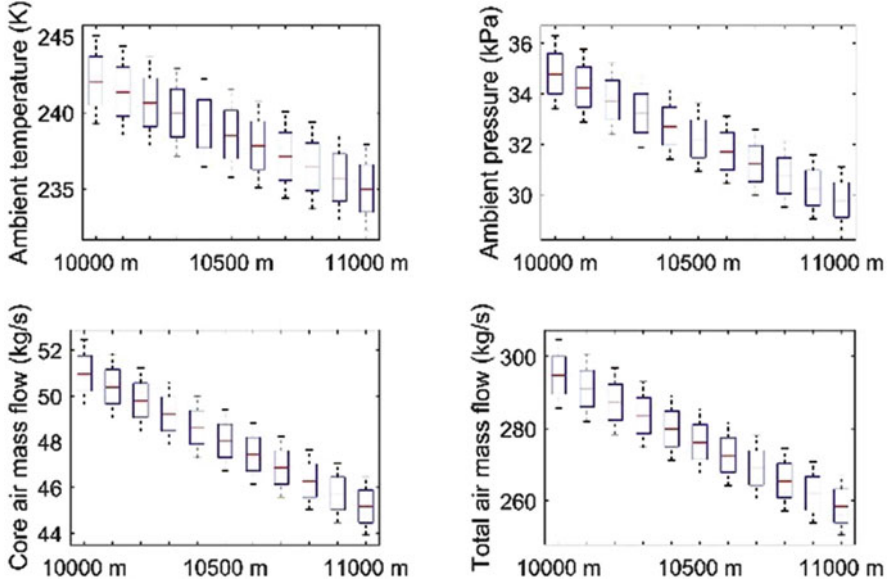 Ambient temperature (K)
245
240
235
10000 m 10500 m 11000 m
Ambient pressure (kPa)
36
34
32
30
10000 m 10500 m 11000 m
Core air mass flow (kg/s)
52
50
48
46
44
10000 m 10500 m 11000 m
Total air mass flow (kg/s)
300
280
260
10000 m 10500 m 11000 m